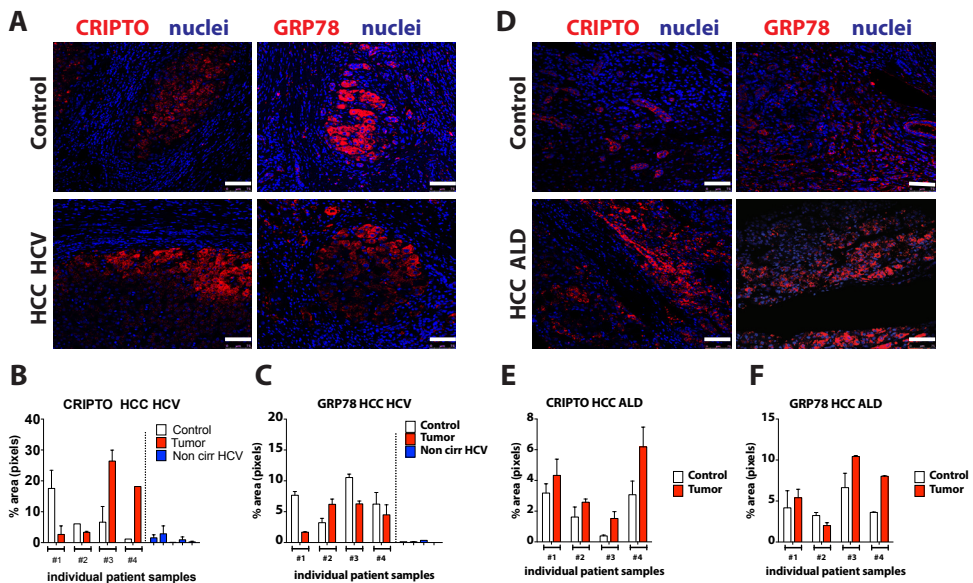 A
CRIPTO nuclei
GRP78 nuclei
Control
HCC HCV
D
CRIPTO nuclei
GRP78 nuclei
Control
HCC ALD
B
CRIPTO HCC HCV
% area (pixels)
40
30
20
10
0
Control
Tumor
Non cirr HCV
#1 #2 #3 #4
individual patient samples
C
GRP78 HCC HCV
% area (pixels)
15
10
5
0
Control
Tumor
Non cirr HCV
#1 #2 #3 #4
individual patient samples
E
CRIPTO HCC ALD
% area (pixels)
8
6
4
2
0
Control
Tumor
#1 #2 #3 #4
individual patient samples
F
GRP78 HCC ALD
% area (pixels)
15
10
5
0
Control
Tumor
#1 #2 #3 #4
individual patient samples